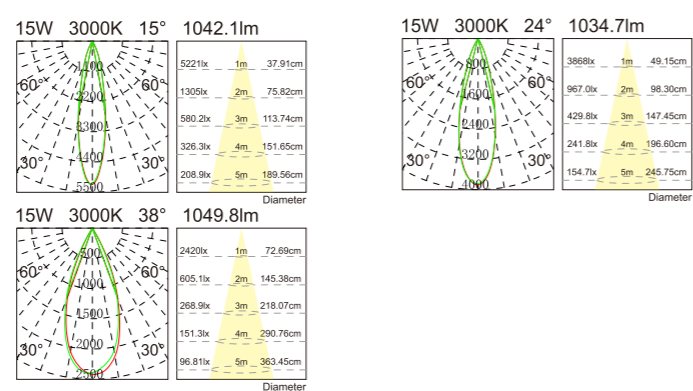 15W 3000K 15° 1042.1lm
1100
2200
3300
4400
5500
60° 60°
30° 30°
522lx 1m 37.91cm
1305lx 2m 75.82cm
580.2lx 3m 113.74cm
326.3lx 4m 151.65cm
208.9lx 5m 189.56cm
Diameter
15W 3000K 24° 1034.7lm
800
1600
2400
3200
4000
60° 60°
30° 30°
3868lx 1m 49.15cm
967.0lx 2m 98.30cm
429.8lx 3m 147.45cm
241.8lx 4m 196.60cm
154.7lx 5m 245.75cm
Diameter
15W 3000K 38° 1049.8lm
500
1000
1500
2000
2500
60° 60°
30° 30°
2420lx 1m 72.69cm
605.1lx 2m 145.38cm
268.9lx 3m 218.07cm
151.3lx 4m 290.76cm
96.81lx 5m 363.45cm
Diameter